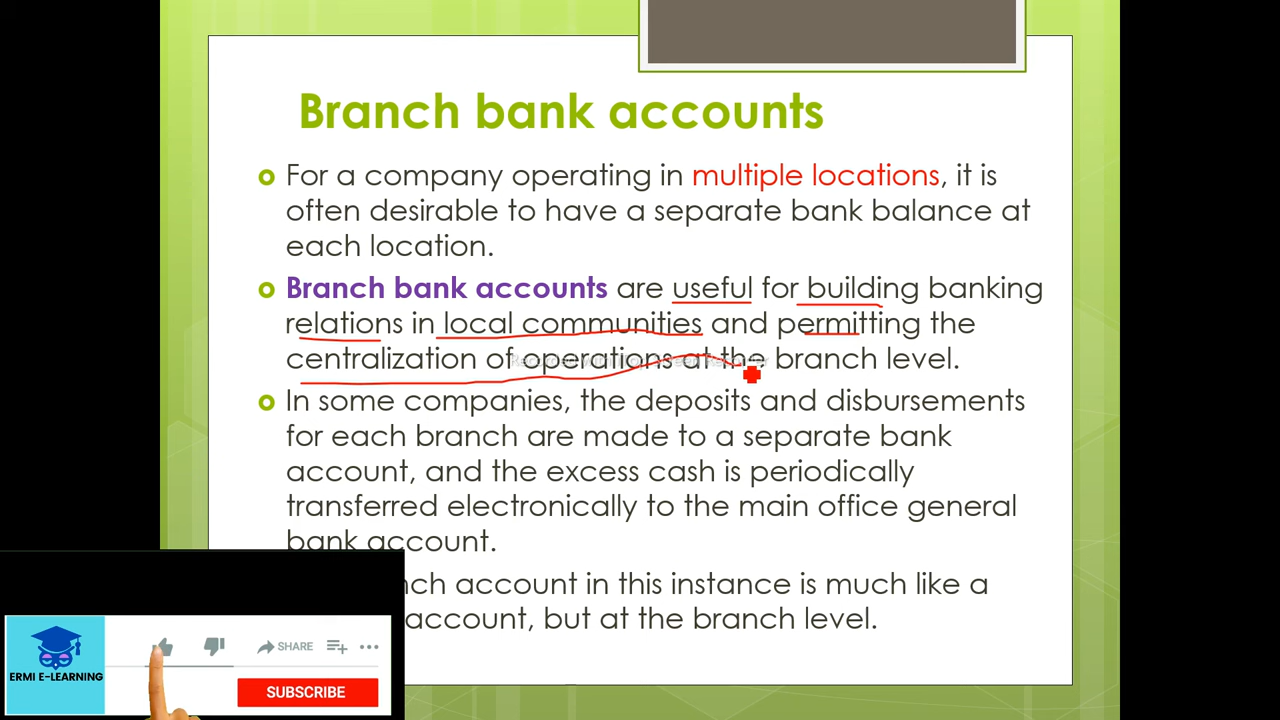 Branch bank accounts
For a company operating in multiple locations, it is
often desirable to have a separate bank balance at
each location.
Branch bank accounts are useful for building banking
relations in local communities and permitting the
centralization of operations at the branch level.
In some companies, the deposits and disbursements
for each branch are made to a separate bank
account, and the excess cash is periodically
transferred electronically to the main office general
bank account.
account in this instance is much like a
account, but at the branch level.
ERMI E-LEARNING
SHARE
SUBSCRIBE